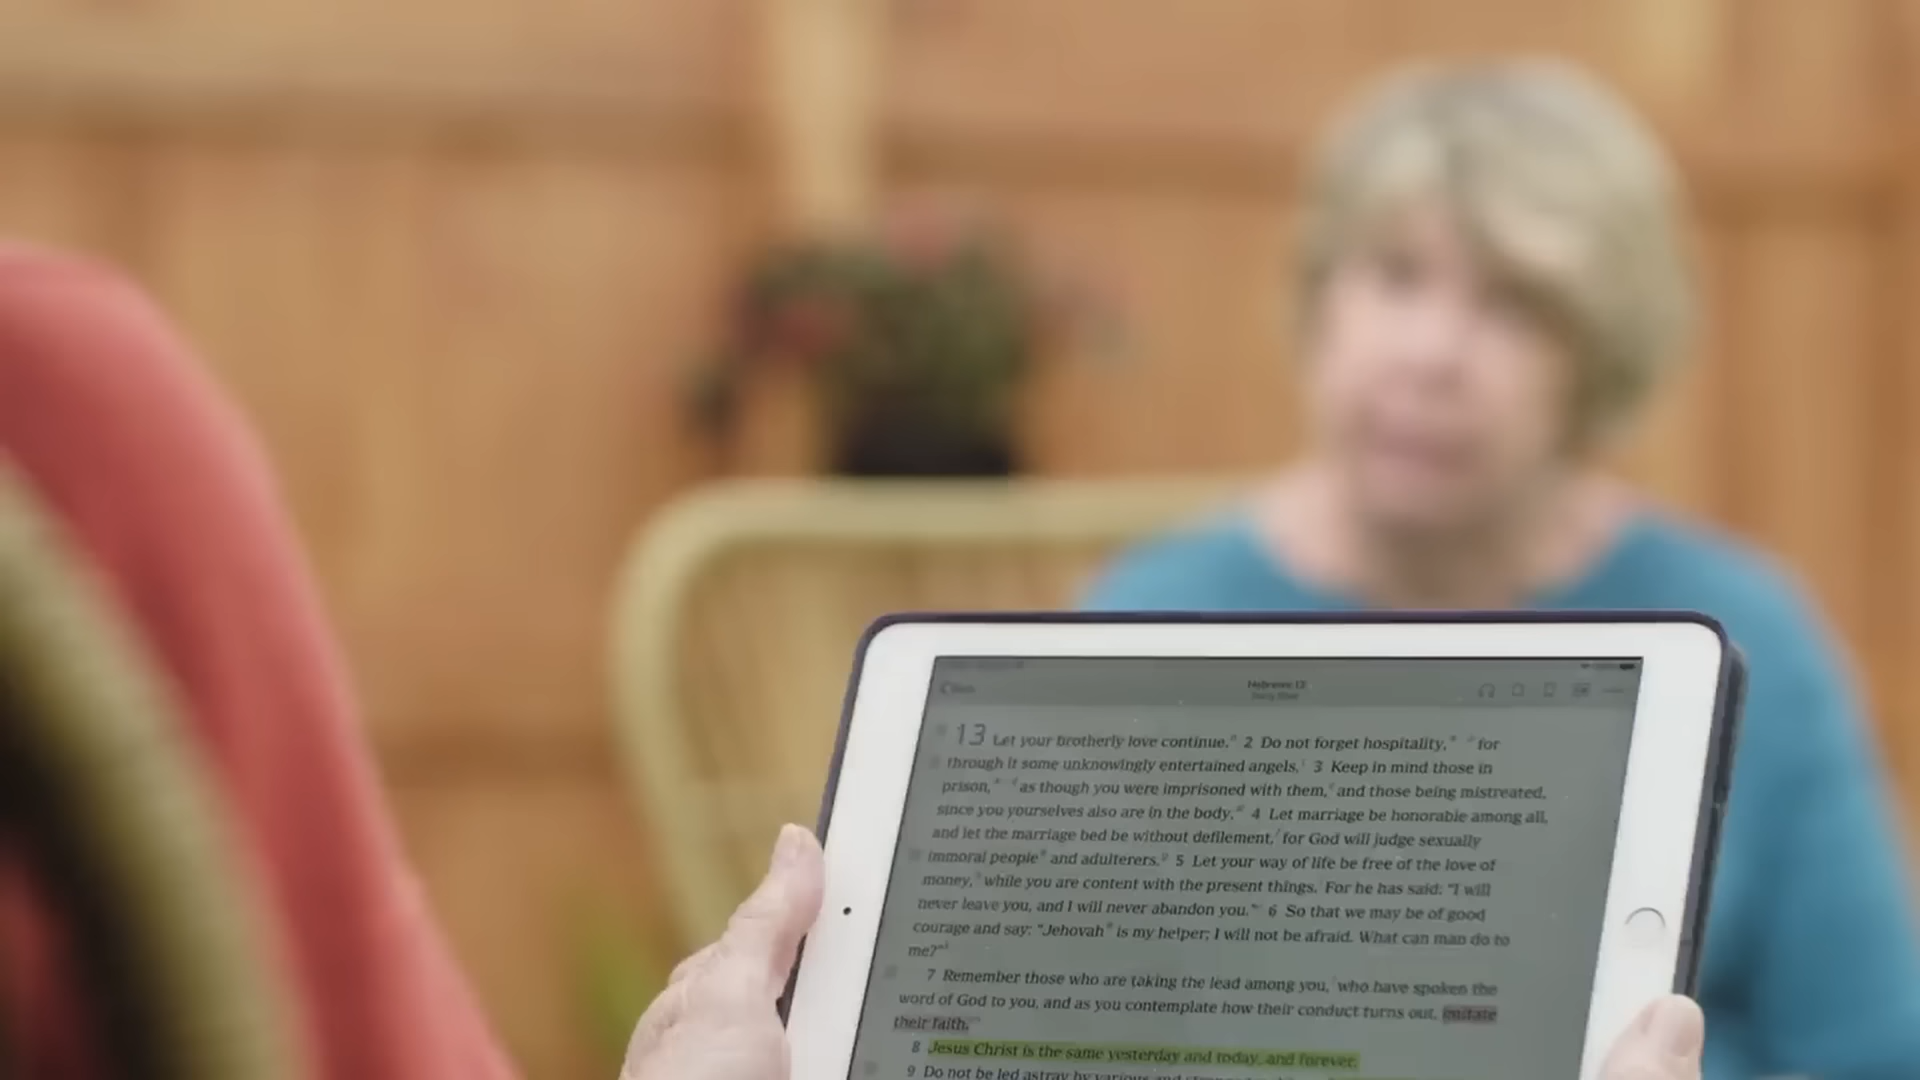 Hebrews 13
13 Let your brotherly love continue. 2 Do not forget hospitality,* for
through it some unknowingly entertained angels. 3 Keep in mind those in
prison,* as though you were imprisoned with them, and those being mistreated,
since you yourselves also are in the body.* 4 Let marriage be honorable among all,
and let the marriage bed be without defilement, for God will judge sexually
immoral people* and adulterers. 5 Let your way of life be free of the love of
money, while you are content with the present things. For he has said: “I will
never leave you, and I will never abandon you.” 6 So that we may be of good
courage and say: “Jehovah* is my helper; I will not be afraid. What can man do to
me?”
7 Remember those who are taking the lead among you, who have spoken the
word of God to you, and as you contemplate how their conduct turns out, imitate
their faith.
8 Jesus Christ is the same yesterday and today, and forever.
9 Do not be led astray by various and